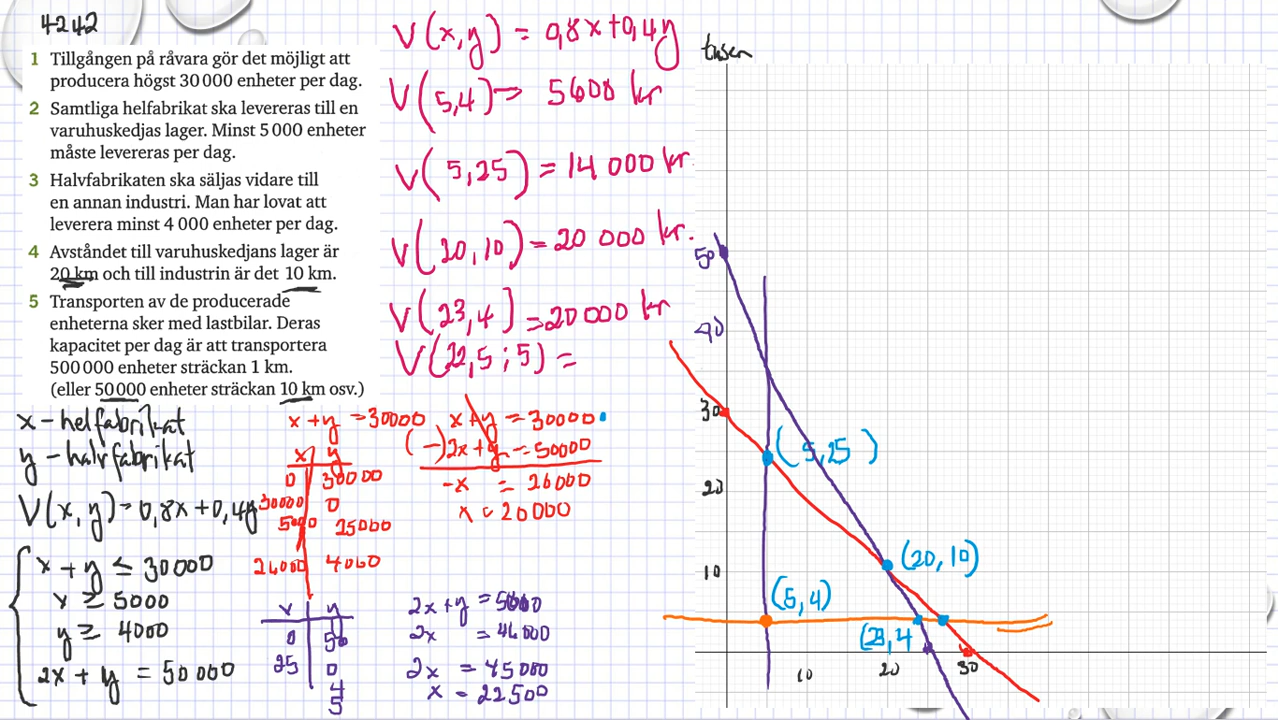 4242
1 Tillgången på råvara gör det möjligt att
producera högst 30 000 enheter per dag.
2 Samtliga helfabrikat ska levereras till en
varuhuskedjas lager. Minst 5 000 enheter
måste levereras per dag.
3 Halvfabrikaten ska säljas vidare till
en annan industri. Man har lovat att
leverera minst 4 000 enheter per dag.
4 Avståndet till varuhuskedjans lager är
20 km och till industrin är det 10 km.
5 Transporten av de producerade
enheterna sker med lastbilar. Deras
kapacitet per dag är att transportera
500 000 enheter sträckan 1 km.
(eller 50 000 enheter sträckan 10 km osv.)
x - helfabrikat
y - halvfabrikat
V(x,y) = 0,8x+0,4y
x + y ≤ 30000
x ≥ 5000
y ≥ 4000
2x + y = 50 000
V(x,y) = 0,8x+0,4y
V(5,4) = 5600 kr
V(5,25) = 14 000 kr.
V(20,10) = 20 000 kr.
V(23,4) = 20 000 kr
V(22,5 ; 5) =
x + y = 30000
x y
0 30000
30000 0
5000 25000
26000 4000
x + y = 30000
(-) 2x + y = 50000
-x = 20000
x = 20000
x y
0 50
25 0
4
5
2x + y = 50000
2x = 46000
2x = 45000
x = 22500
tusen
50
40
30
20
10
(5,25)
(20,10)
(5,4)
(23,4
10
20
30